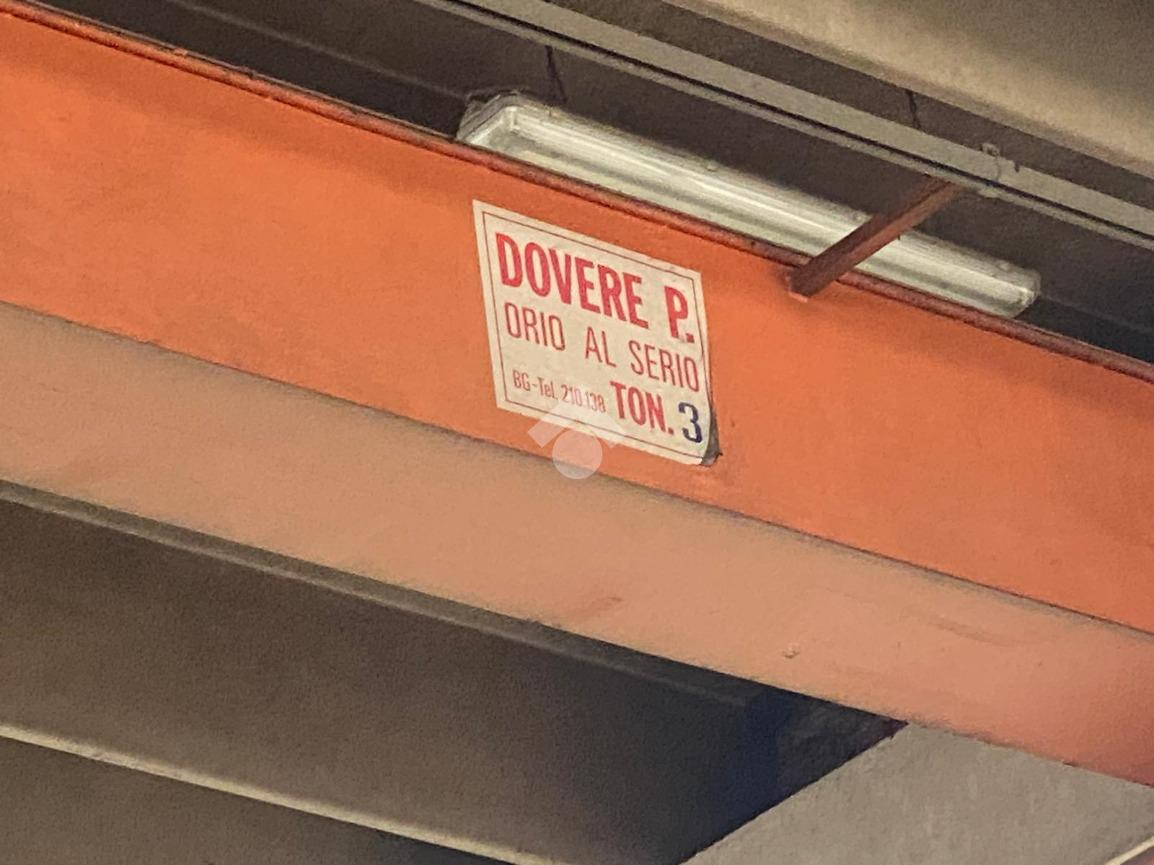 DOVERE P.
ORIO AL SERIO
BG-Tel. 210.138 TON. 3